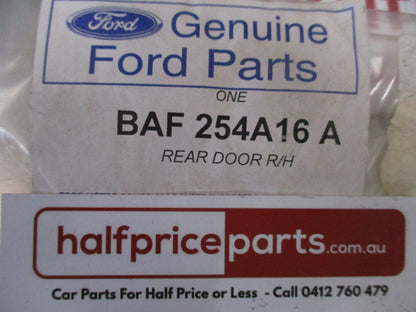 Ford
Genuine
Ford Parts
ONE
BAF 254A16 A
REAR DOOR R/H
halfpriceparts.com.au
Car Parts For Half Price or Less - Call 0412 760 479